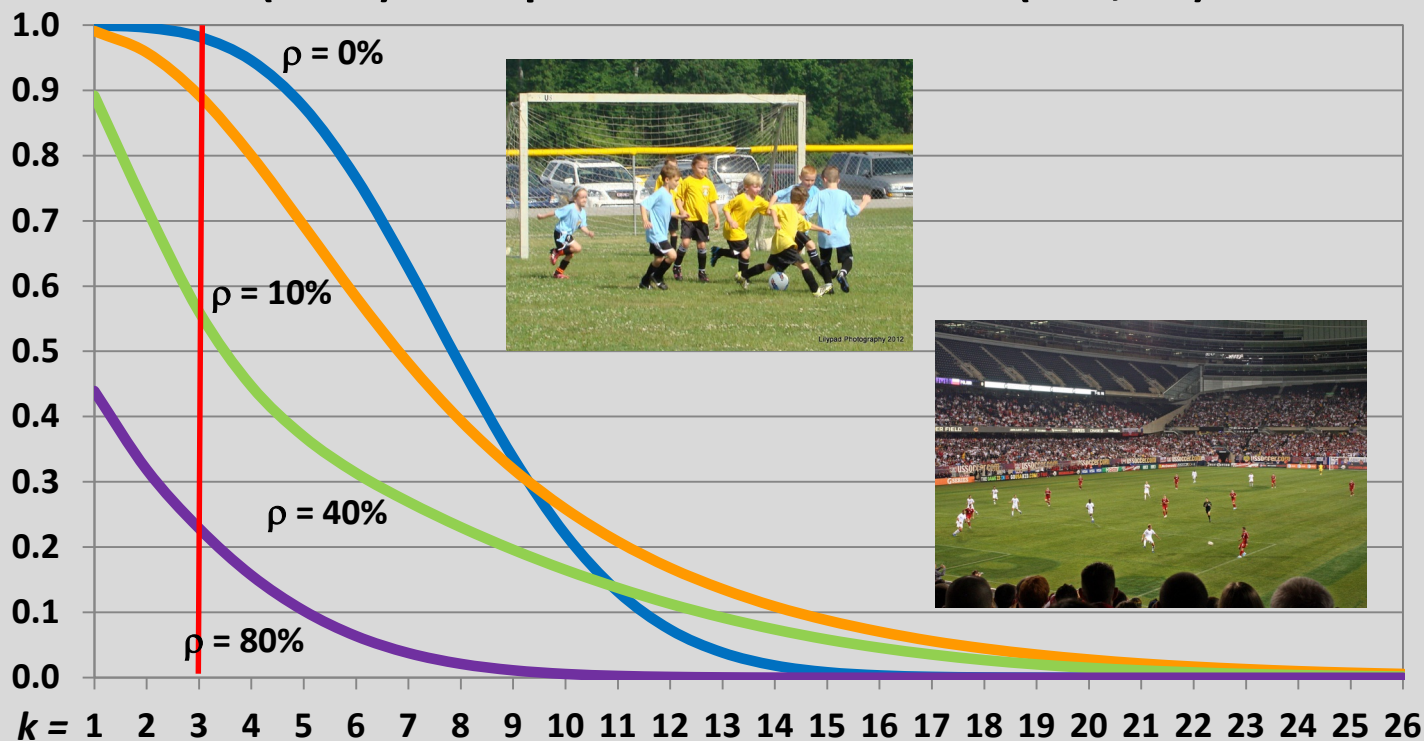 1.0
ρ = 0%
0.9
0.8
0.7
0.6
ρ = 10%
Lilypad Photography 2012
0.5
0.4
0.3
ρ = 40%
0.2
0.1
ρ = 80%
0.0
k = 1 2 3 4 5 6 7 8 9 10 11 12 13 14 15 16 17 18 19 20 21 22 23 24 25 26